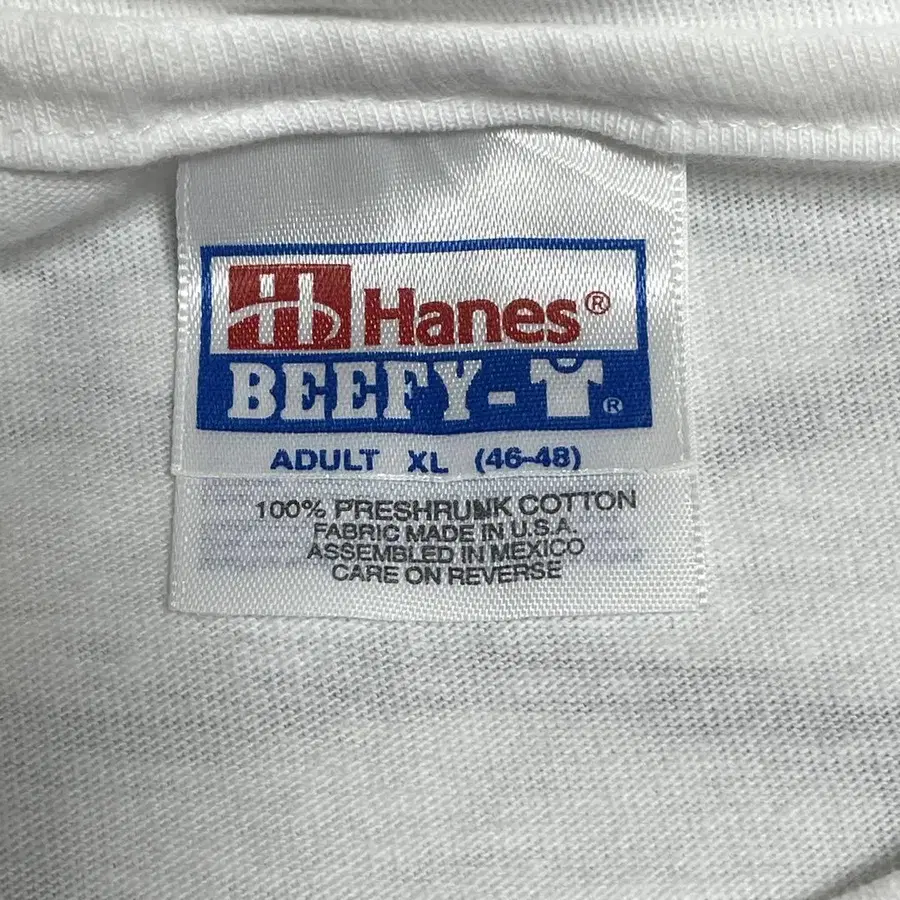 H Hanes®
BEEFY-®
ADULT XL (46-48)
100% PRESHRUNK COTTON
FABRIC MADE IN U.S.A.
ASSEMBLED IN MEXICO
CARE ON REVERSE